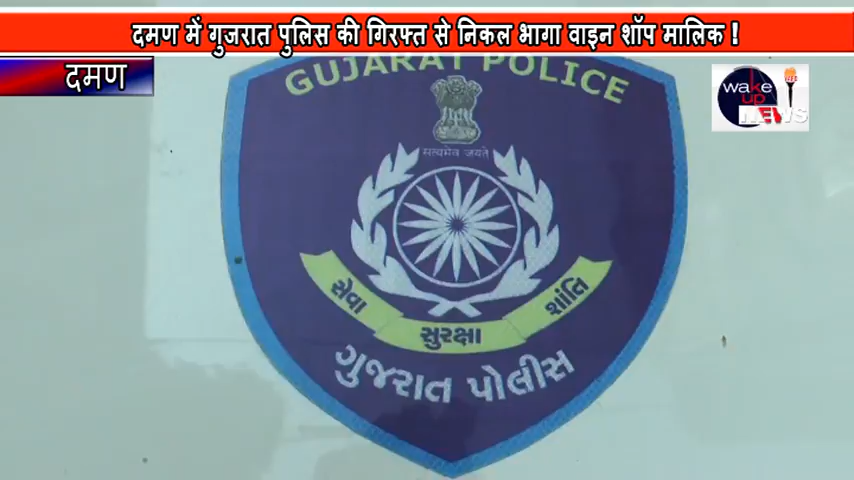 दमण में गुजरात पुलिस की गिरफ्त से निकल भागा वाइन शॉप मालिक !
दमण
wake
up
NEWS
GUJARAT POLICE
सत्यमेव जयते
સેવા
સુરક્ષા
શાંતિ
ગુજરાત પોલીસ